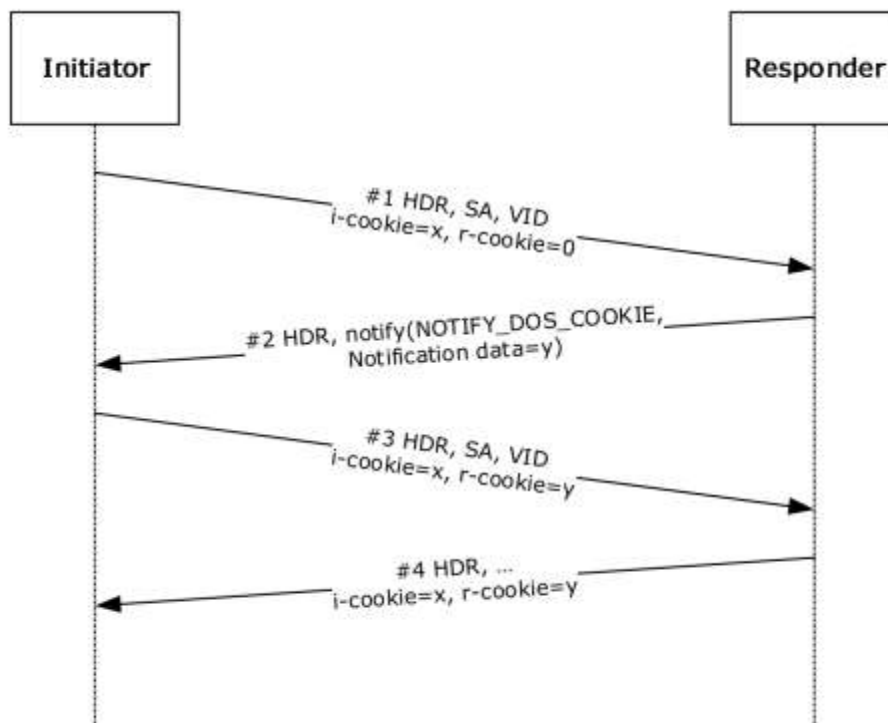 Initiator
Responder
#1 HDR, SA, VID
i-cookie=x, r-cookie=0
#2 HDR, notify(NOTIFY_DOS_COOKIE,
Notification data=y)
#3 HDR, SA, VID
i-cookie=x, r-cookie=y
#4 HDR, ...
i-cookie=x, r-cookie=y